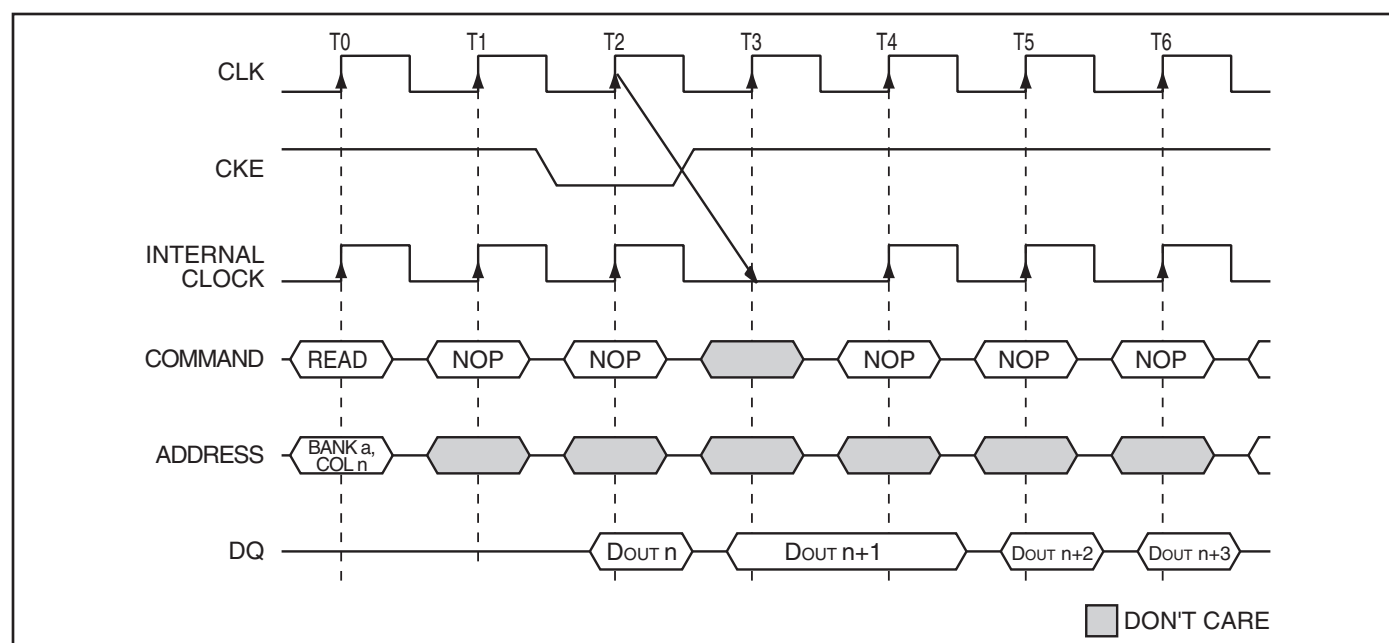 T0 T1 T2 T3 T4 T5 T6
CLK
CKE
INTERNAL
CLOCK
COMMAND READ NOP NOP NOP NOP NOP
ADDRESS BANK a,
COL n
DQ DOUT n DOUT n+1 DOUT n+2 DOUT n+3
DON'T CARE